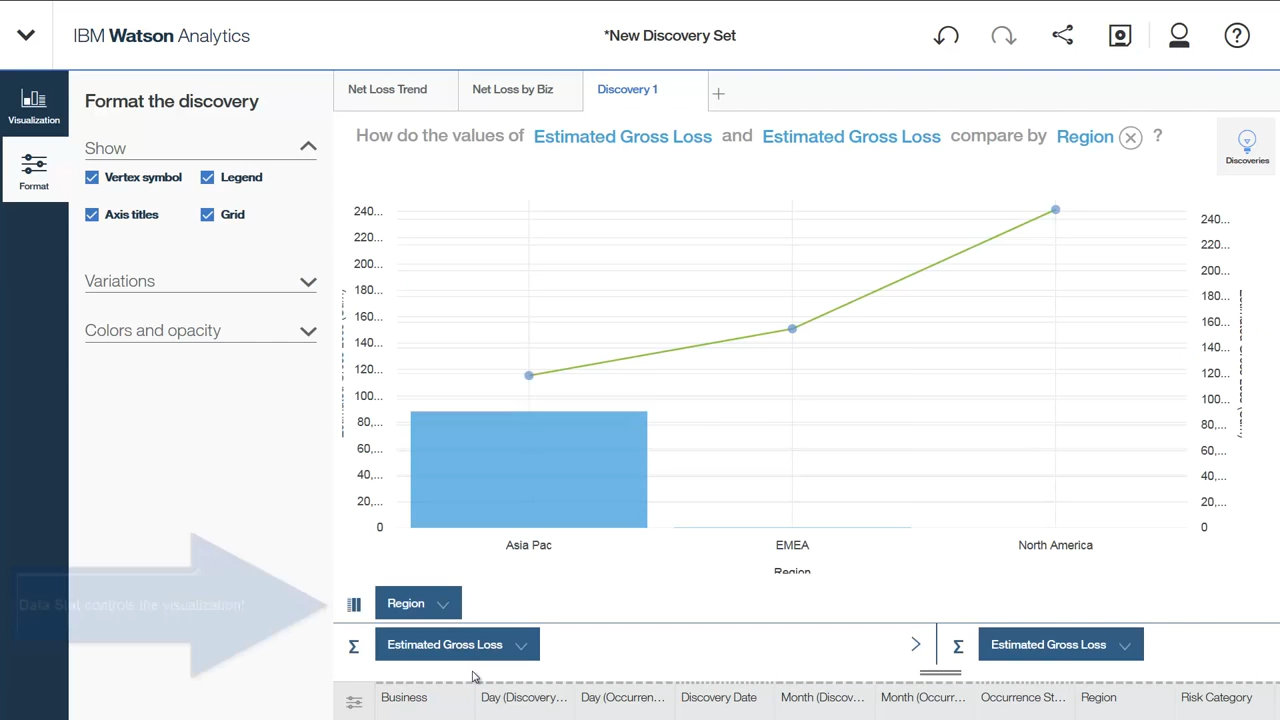 IBM Watson Analytics
*New Discovery Set
Visualization
Format
Format the discovery
Show
Vertex symbol
Legend
Axis titles
Grid
Variations
Colors and opacity
Net Loss Trend
Net Loss by Biz
Discovery 1
How do the values of Estimated Gross Loss and Estimated Gross Loss compare by Region ?
Discoveries
240...
220...
200...
180...
160...
140...
120...
100...
80,...
60,...
40,...
20,...
0
240...
220...
200...
180...
160...
140...
120...
100...
80,...
60,...
40,...
20,...
0
Asia Pac
EMEA
North America
Region
Data Slat controls the visualization*
Region
Σ Estimated Gross Loss
Σ Estimated Gross Loss
Business
Day (Discovery...
Day (Occurren...
Discovery Date
Month (Discov...
Month (Occurr...
Occurrence St...
Region
Risk Category